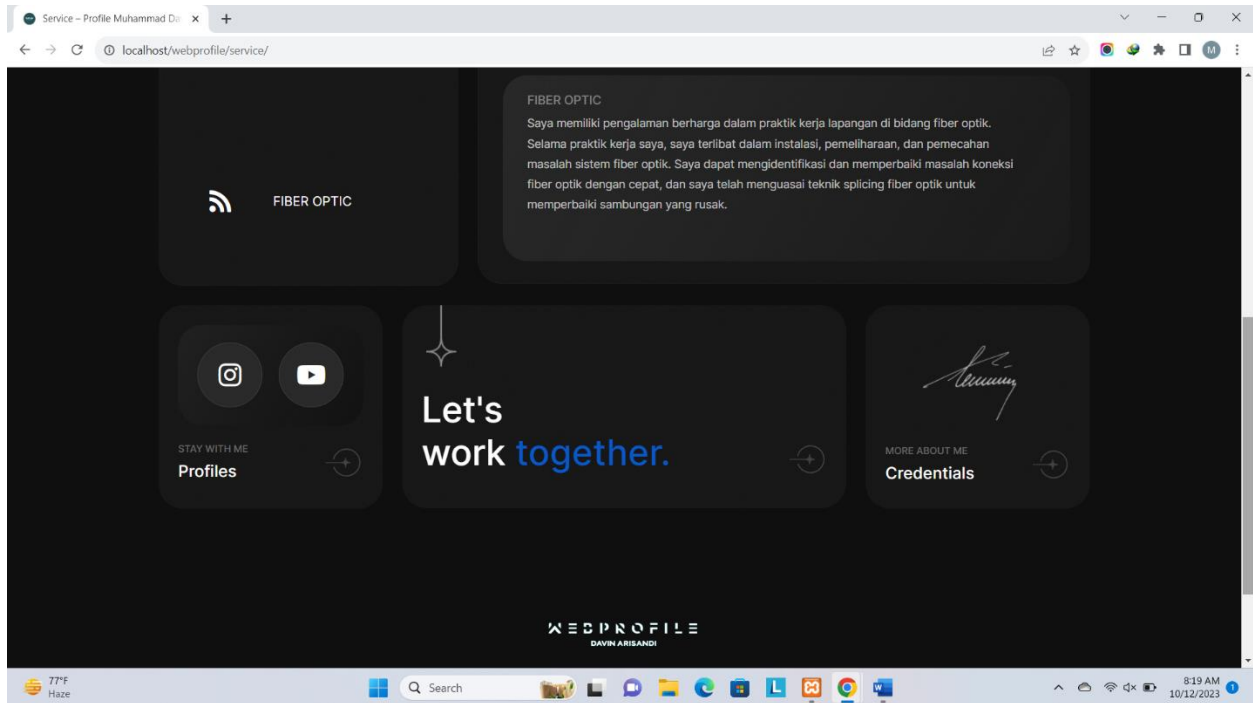 Service – Profile Muhammad Da
localhost/webprofile/service/
M
FIBER OPTIC
FIBER OPTIC
Saya memiliki pengalaman berharga dalam praktik kerja lapangan di bidang fiber optik.
Selama praktik kerja saya, saya terlibat dalam instalasi, pemeliharaan, dan pemecahan
masalah sistem fiber optik. Saya dapat mengidentifikasi dan memperbaiki masalah koneksi
fiber optik dengan cepat, dan saya telah menguasai teknik splicing fiber optik untuk
memperbaiki sambungan yang rusak.
STAY WITH ME
Profiles
Let's
work together.
MORE ABOUT ME
Credentials
WEBPROFILE
DAVIN ARISANDI
77°F
Haze
Search
L
8:19 AM
10/12/2023
1